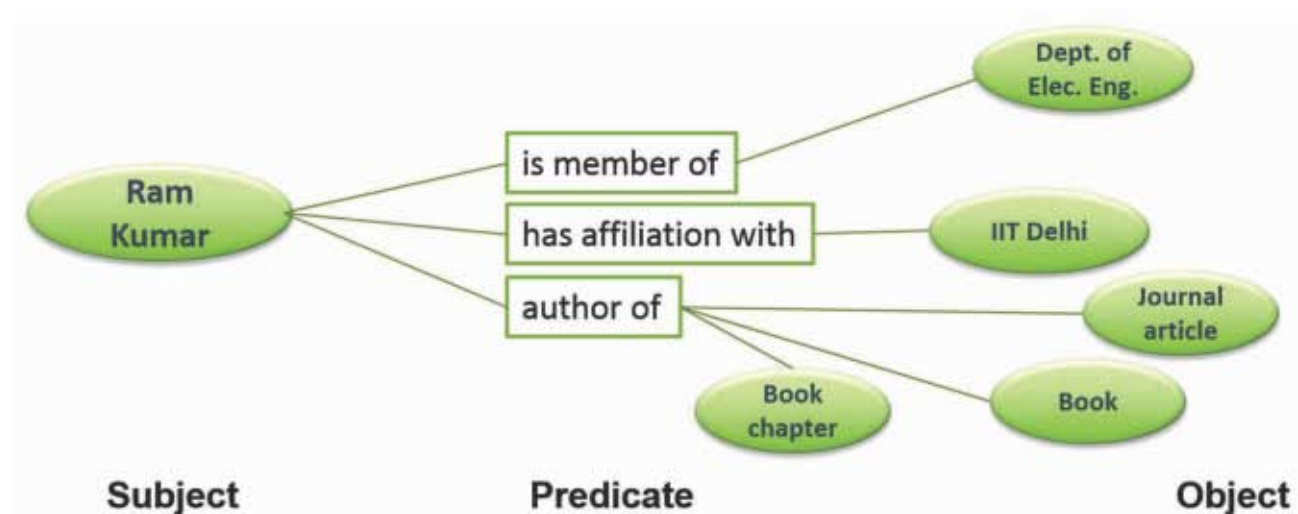 Dept. of
Elec. Eng.
is member of
Ram
Kumar
has affiliation with
IIT Delhi
author of
Journal
article
Book
chapter
Book
Subject
Predicate
Object